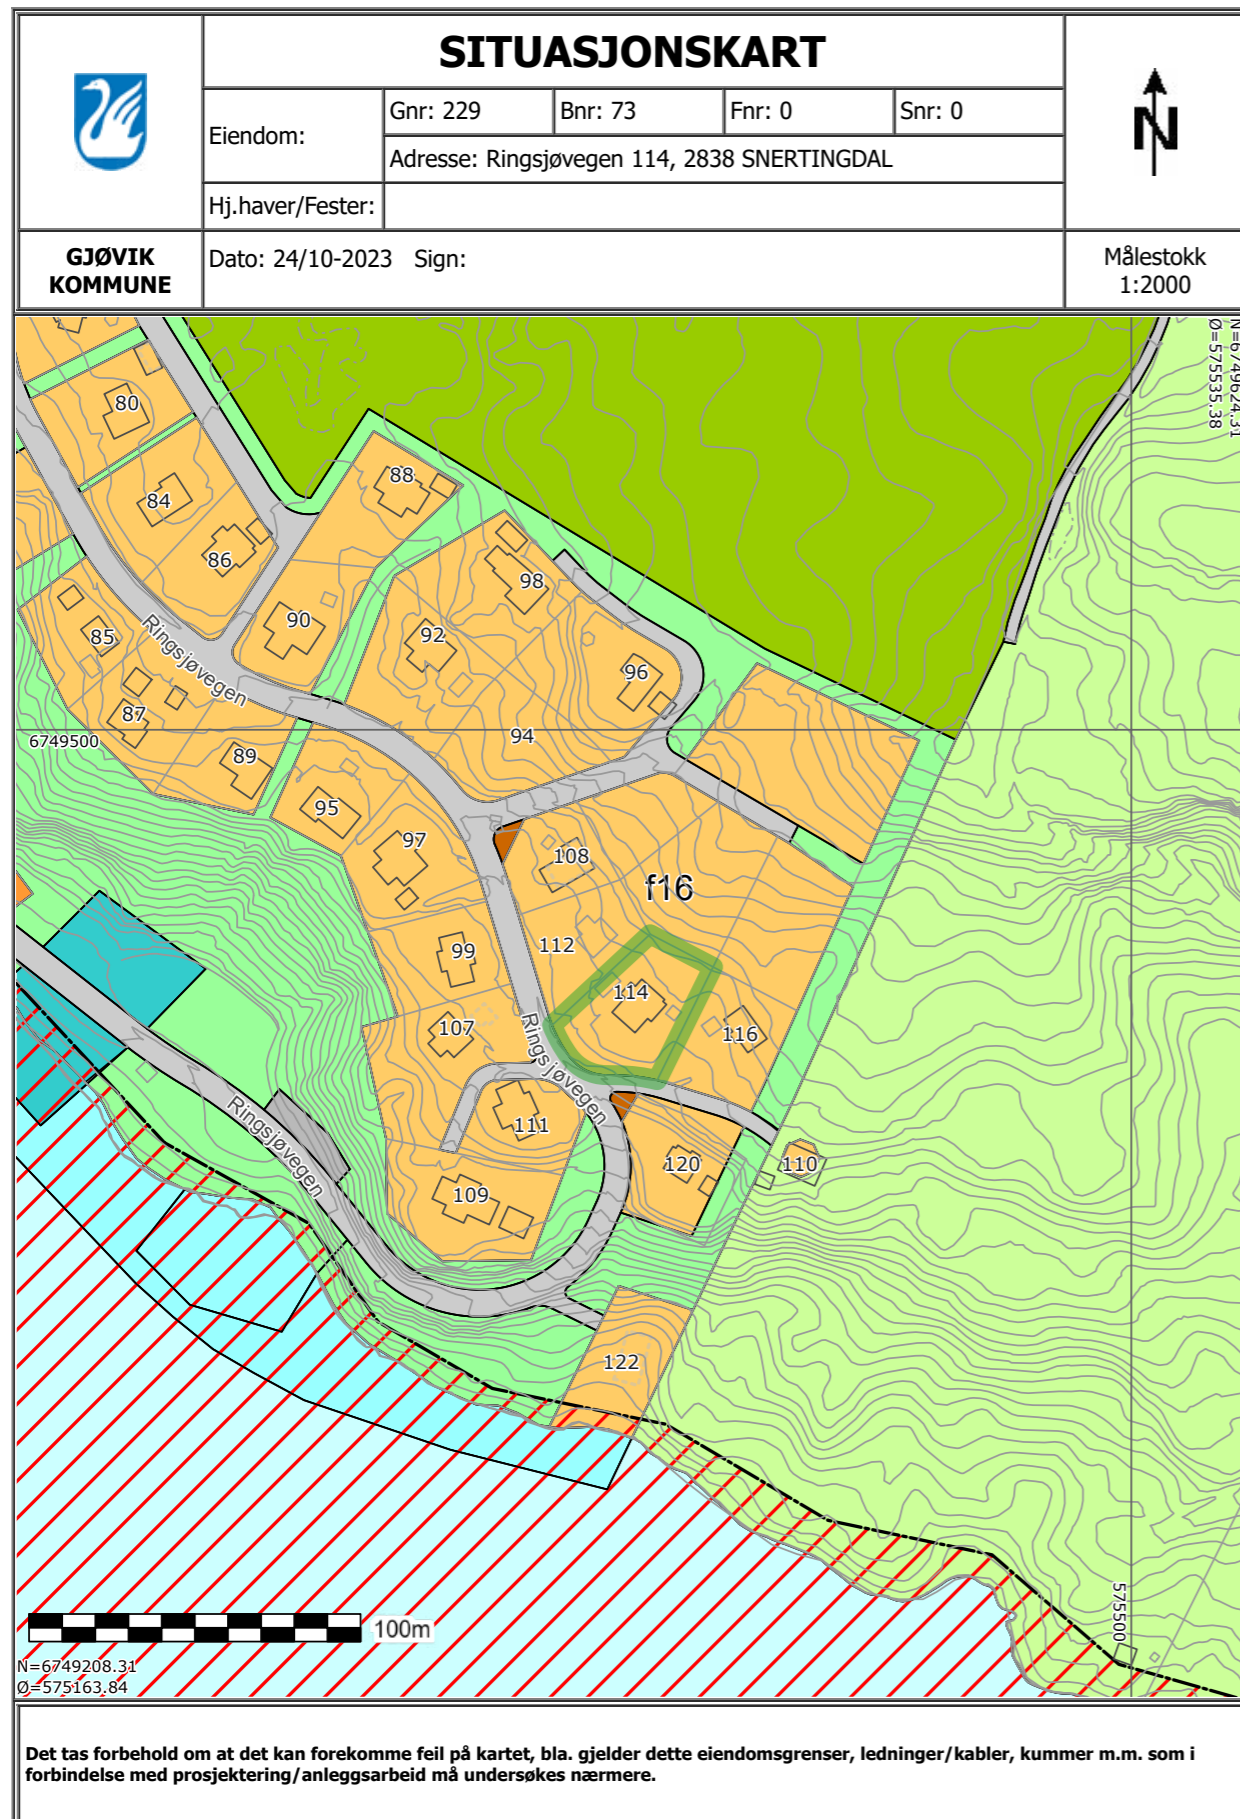 SITUASJONSKART
Eiendom:
Gnr: 229
Bnr: 73
Fnr: 0
Snr: 0
Adresse: Ringsjøvegen 114, 2838 SNERTINGDAL
Hj.haver/Fester:
N
GJØVIK
KOMMUNE
Dato: 24/10-2023 Sign:
Målestokk
1:2000
N=6749624.31
Ø=575535.38
80
88
84
86
98
90
92
85
96
Ringsjøvegen
87
94
6749500
89
95
97
108
f16
112
99
114
107
116
Ringsjøvegen
111
Ringsjøvegen
120
110
109
122
575500
100m
N=6749208.31
Ø=575163.84
Det tas forbehold om at det kan forekomme feil på kartet, bla. gjelder dette eiendomsgrenser, ledninger/kabler, kummer m.m. som i
forbindelse med prosjektering/anleggsarbeid må undersøkes nærmere.